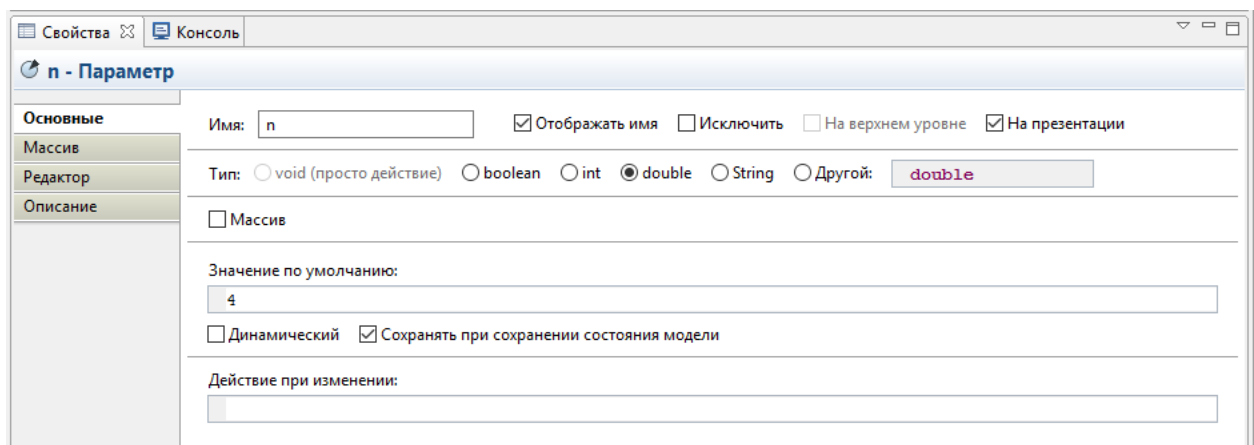 Свойства Консоль
n - Параметр
Основные
Массив
Редактор
Описание
Имя: n Отображать имя Исключить На верхнем уровне На презентации
Тип: void (просто действие) boolean int double String Другой: double
Массив
Значение по умолчанию:
4
Динамический Сохранять при сохранении состояния модели
Действие при изменении: